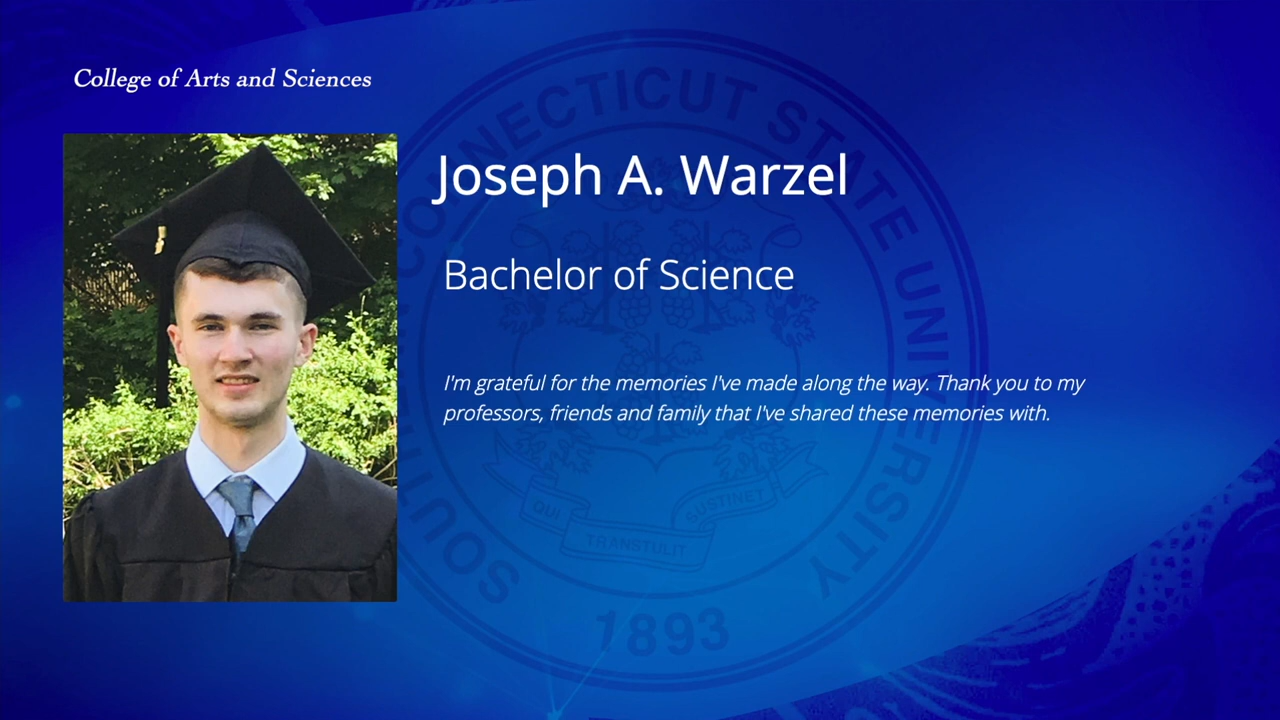 College of Arts and Sciences
Joseph A. Warzel
Bachelor of Science
I'm grateful for the memories I've made along the way. Thank you to my
professors, friends and family that I've shared these memories with.
SOUTHERN CONNECTICUT STATE UNIVERSITY
QUI TRANSTULIT SUSTINET
1893